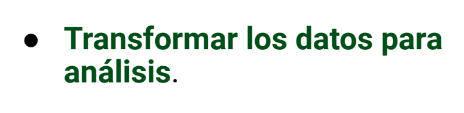 ● Transformar los datos para
análisis.